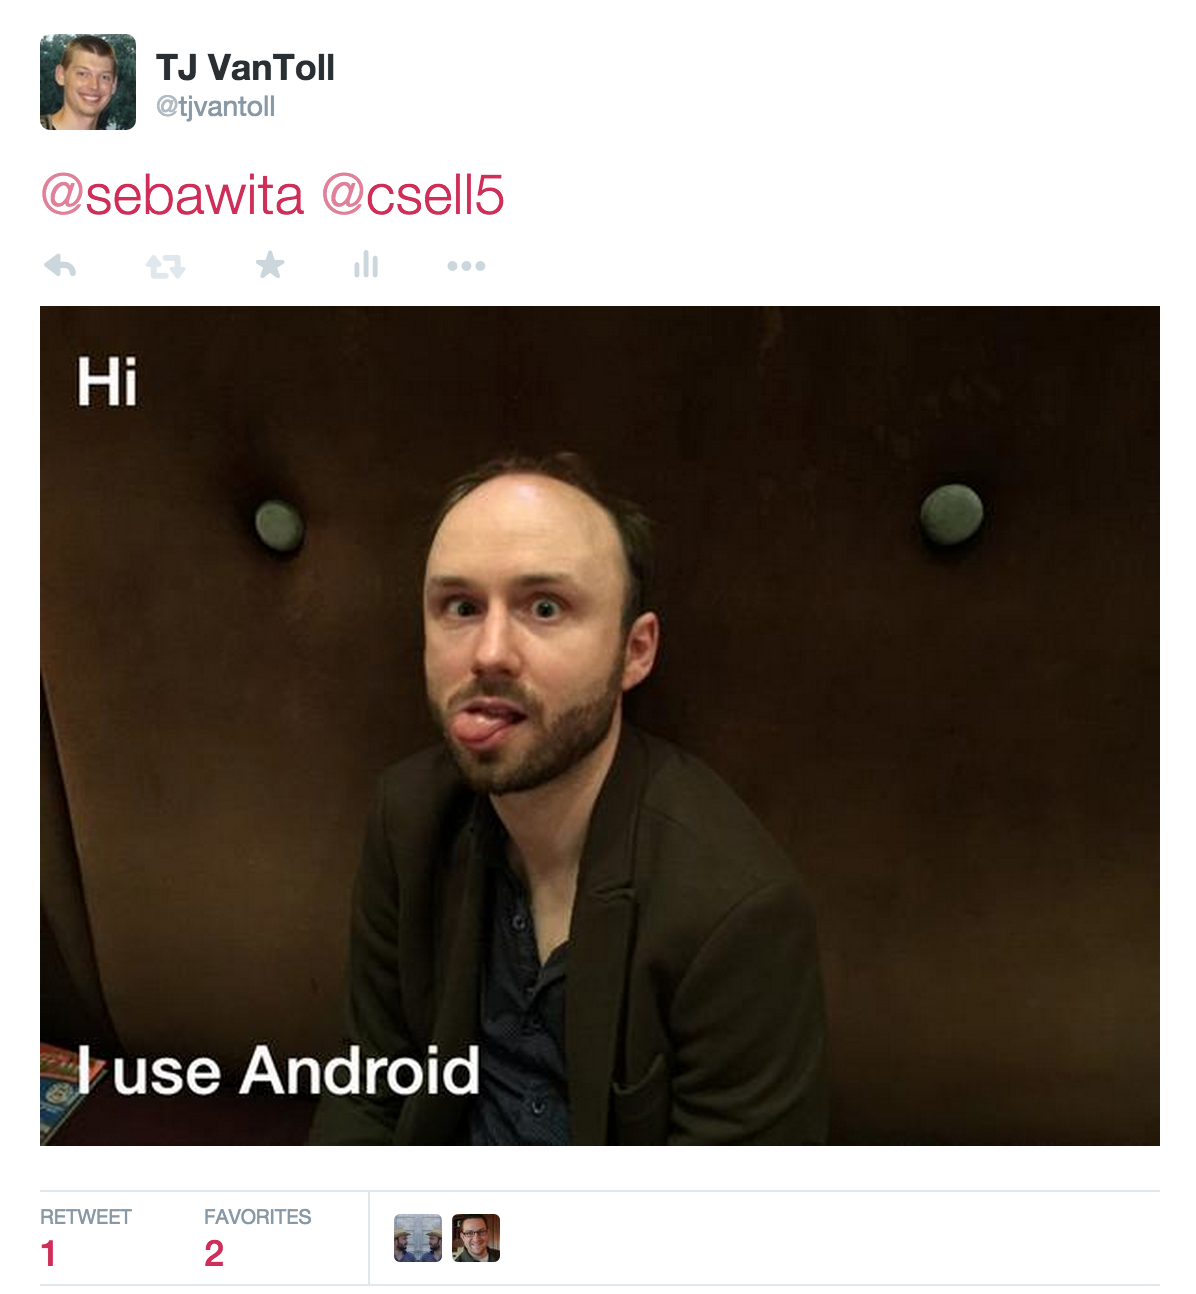 TJ VanToll
@tjvantoll
@sebawita @csell5
Hi
I use Android
RETWEET
FAVORITES
1
2